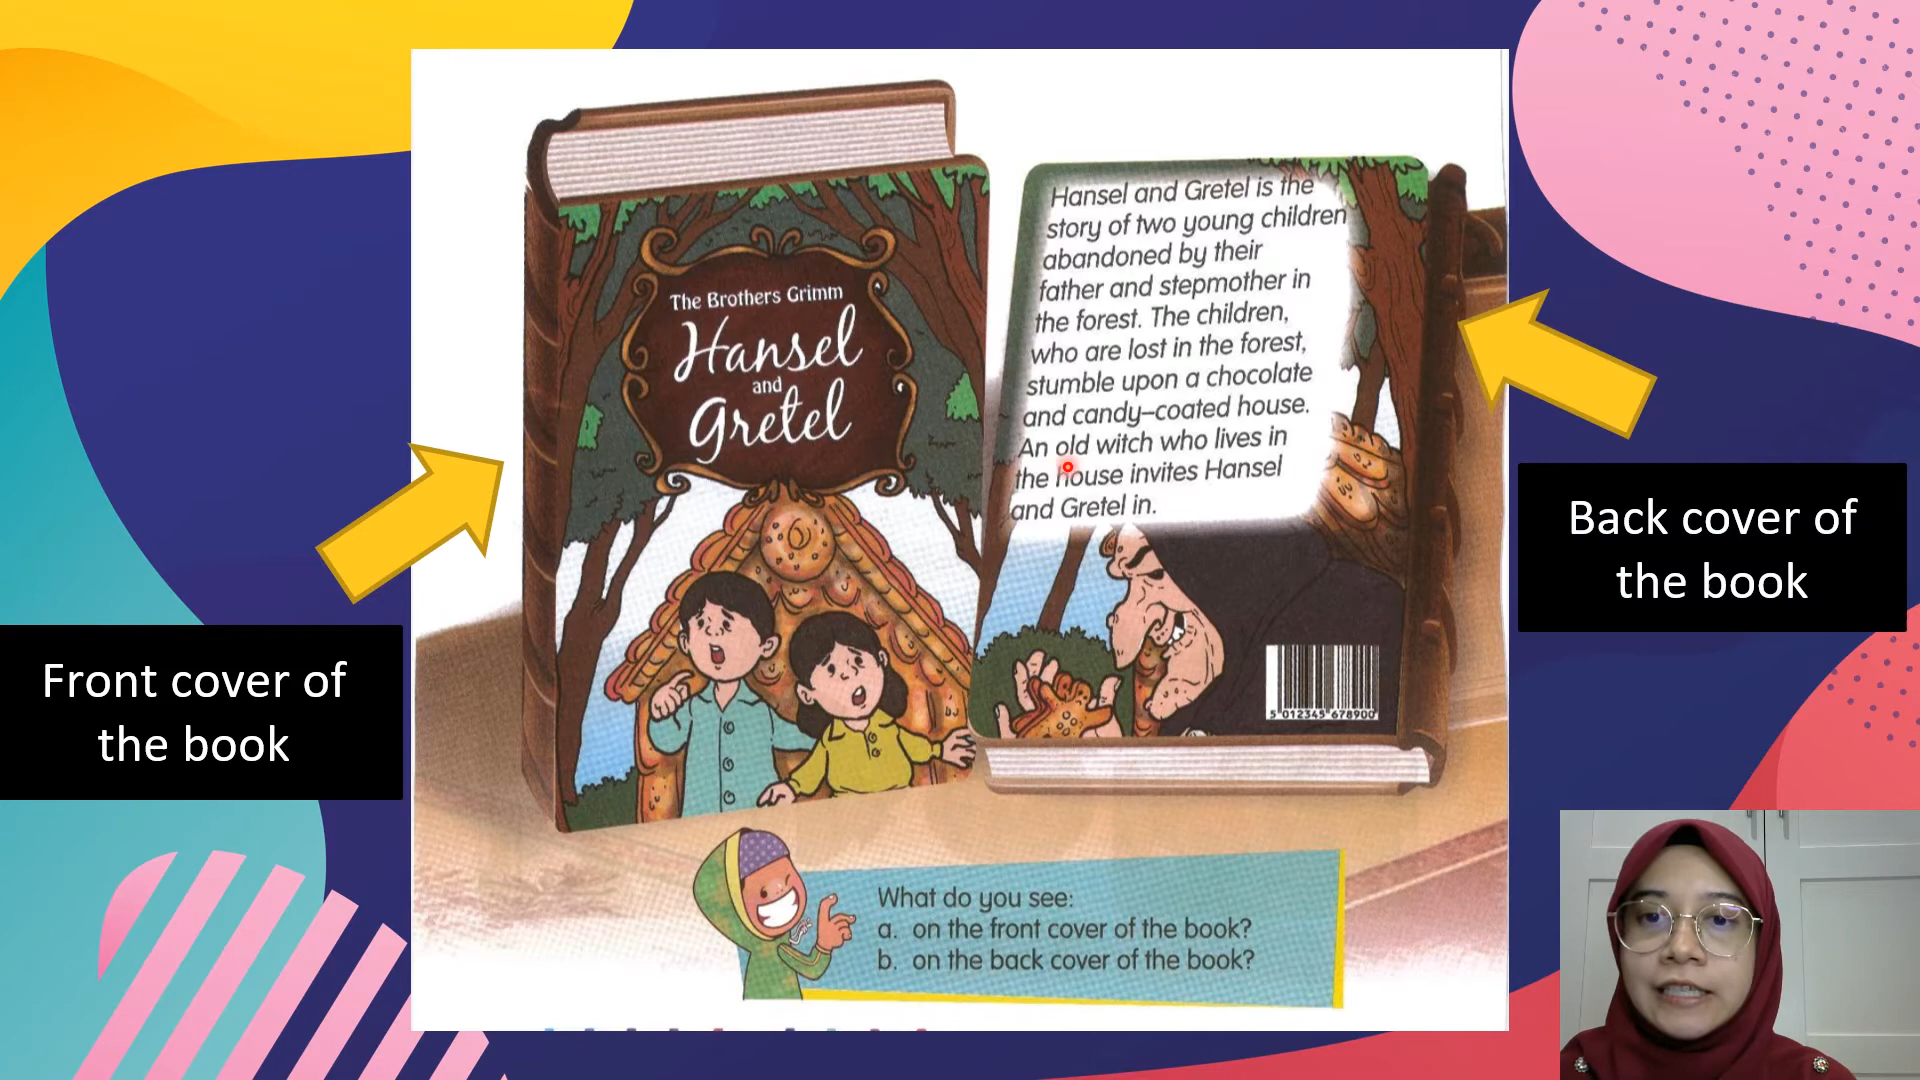 The Brothers Grimm
Hansel
and
Gretel
Hansel and Gretel is the
story of two young children
abandoned by their
father and stepmother in
the forest. The children,
who are lost in the forest,
stumble upon a chocolate
and candy–coated house.
An old witch who lives in
the house invites Hansel
and Gretel in.
5 012345 678900
Front cover of
the book
Back cover of
the book
What do you see:
a. on the front cover of the book?
b. on the back cover of the book?